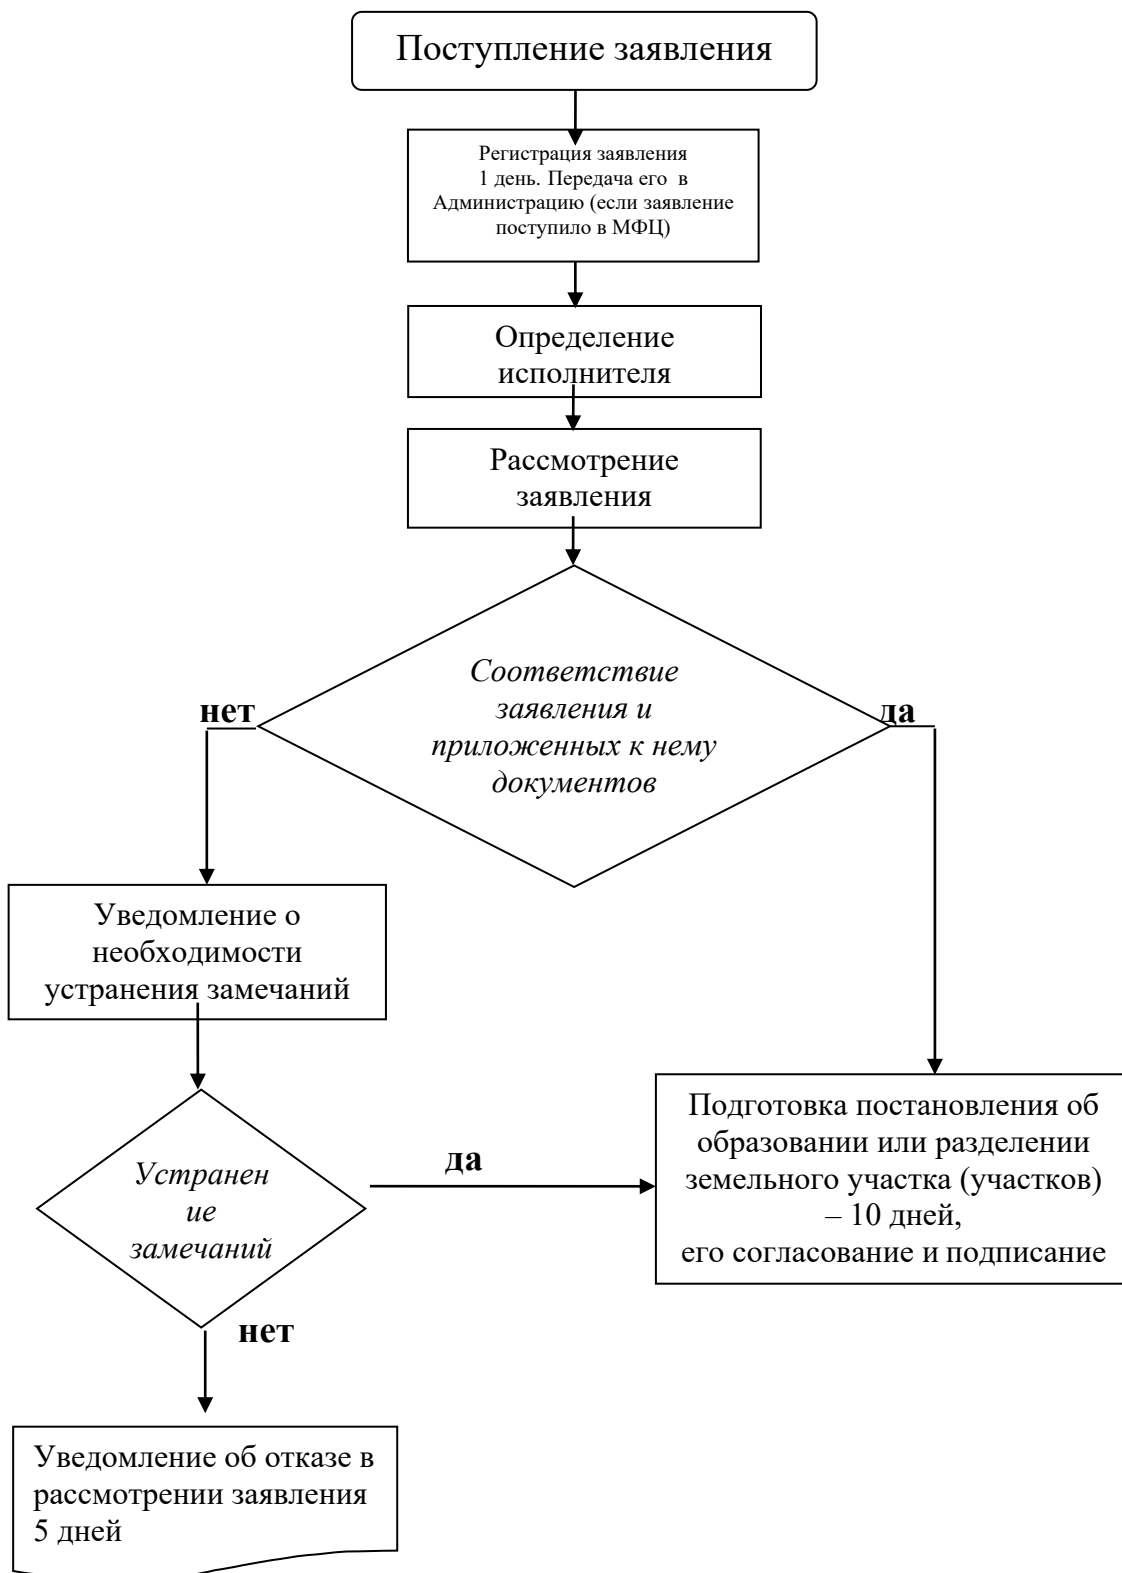 Поступление заявления
Регистрация заявления
1 день. Передача его в
Администрацию (если заявление
поступило в МФЦ)
Определение
исполнителя
Рассмотрение
заявления
Соответствие
заявления и
приложенных к нему
документов
нет
да
Уведомление о
необходимости
устранения замечаний
Устранен
ие
замечаний
да
Подготовка постановления об
образовании или разделении
земельного участка (участков)
– 10 дней,
его согласование и подписание
нет
Уведомление об отказе в
рассмотрении заявления
5 дней